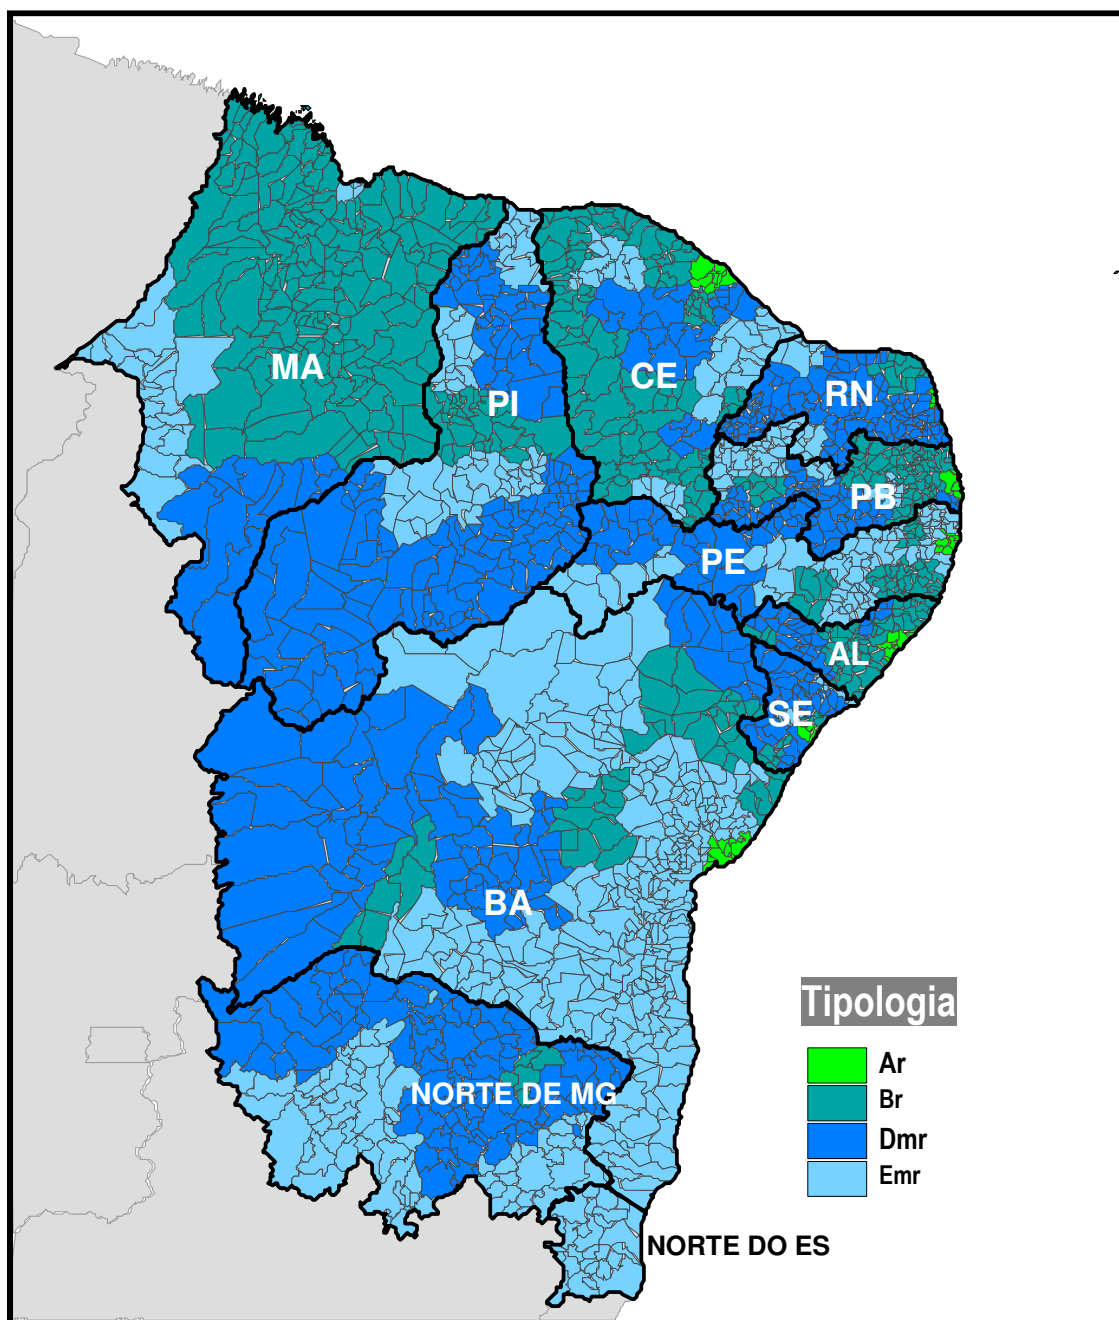 MA
PI
CE
RN
PB
PE
AL
SE
BA
NORTE DE MG
NORTE DO ES
Tipologia
Ar
Br
Dmr
Emr